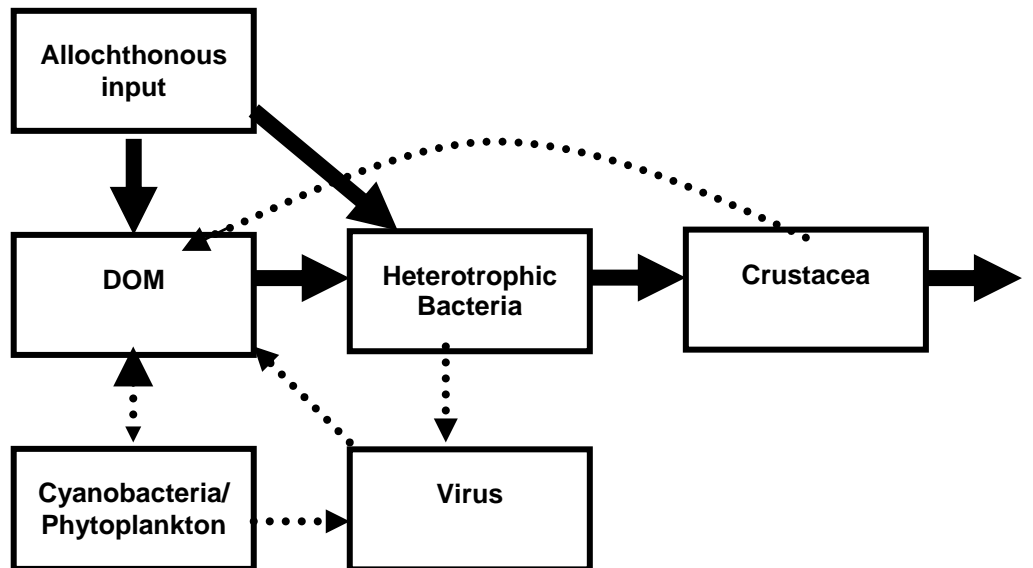 Allochthonous
input
DOM
Heterotrophic
Bacteria
Crustacea
Cyanobacteria/
Phytoplankton
Virus